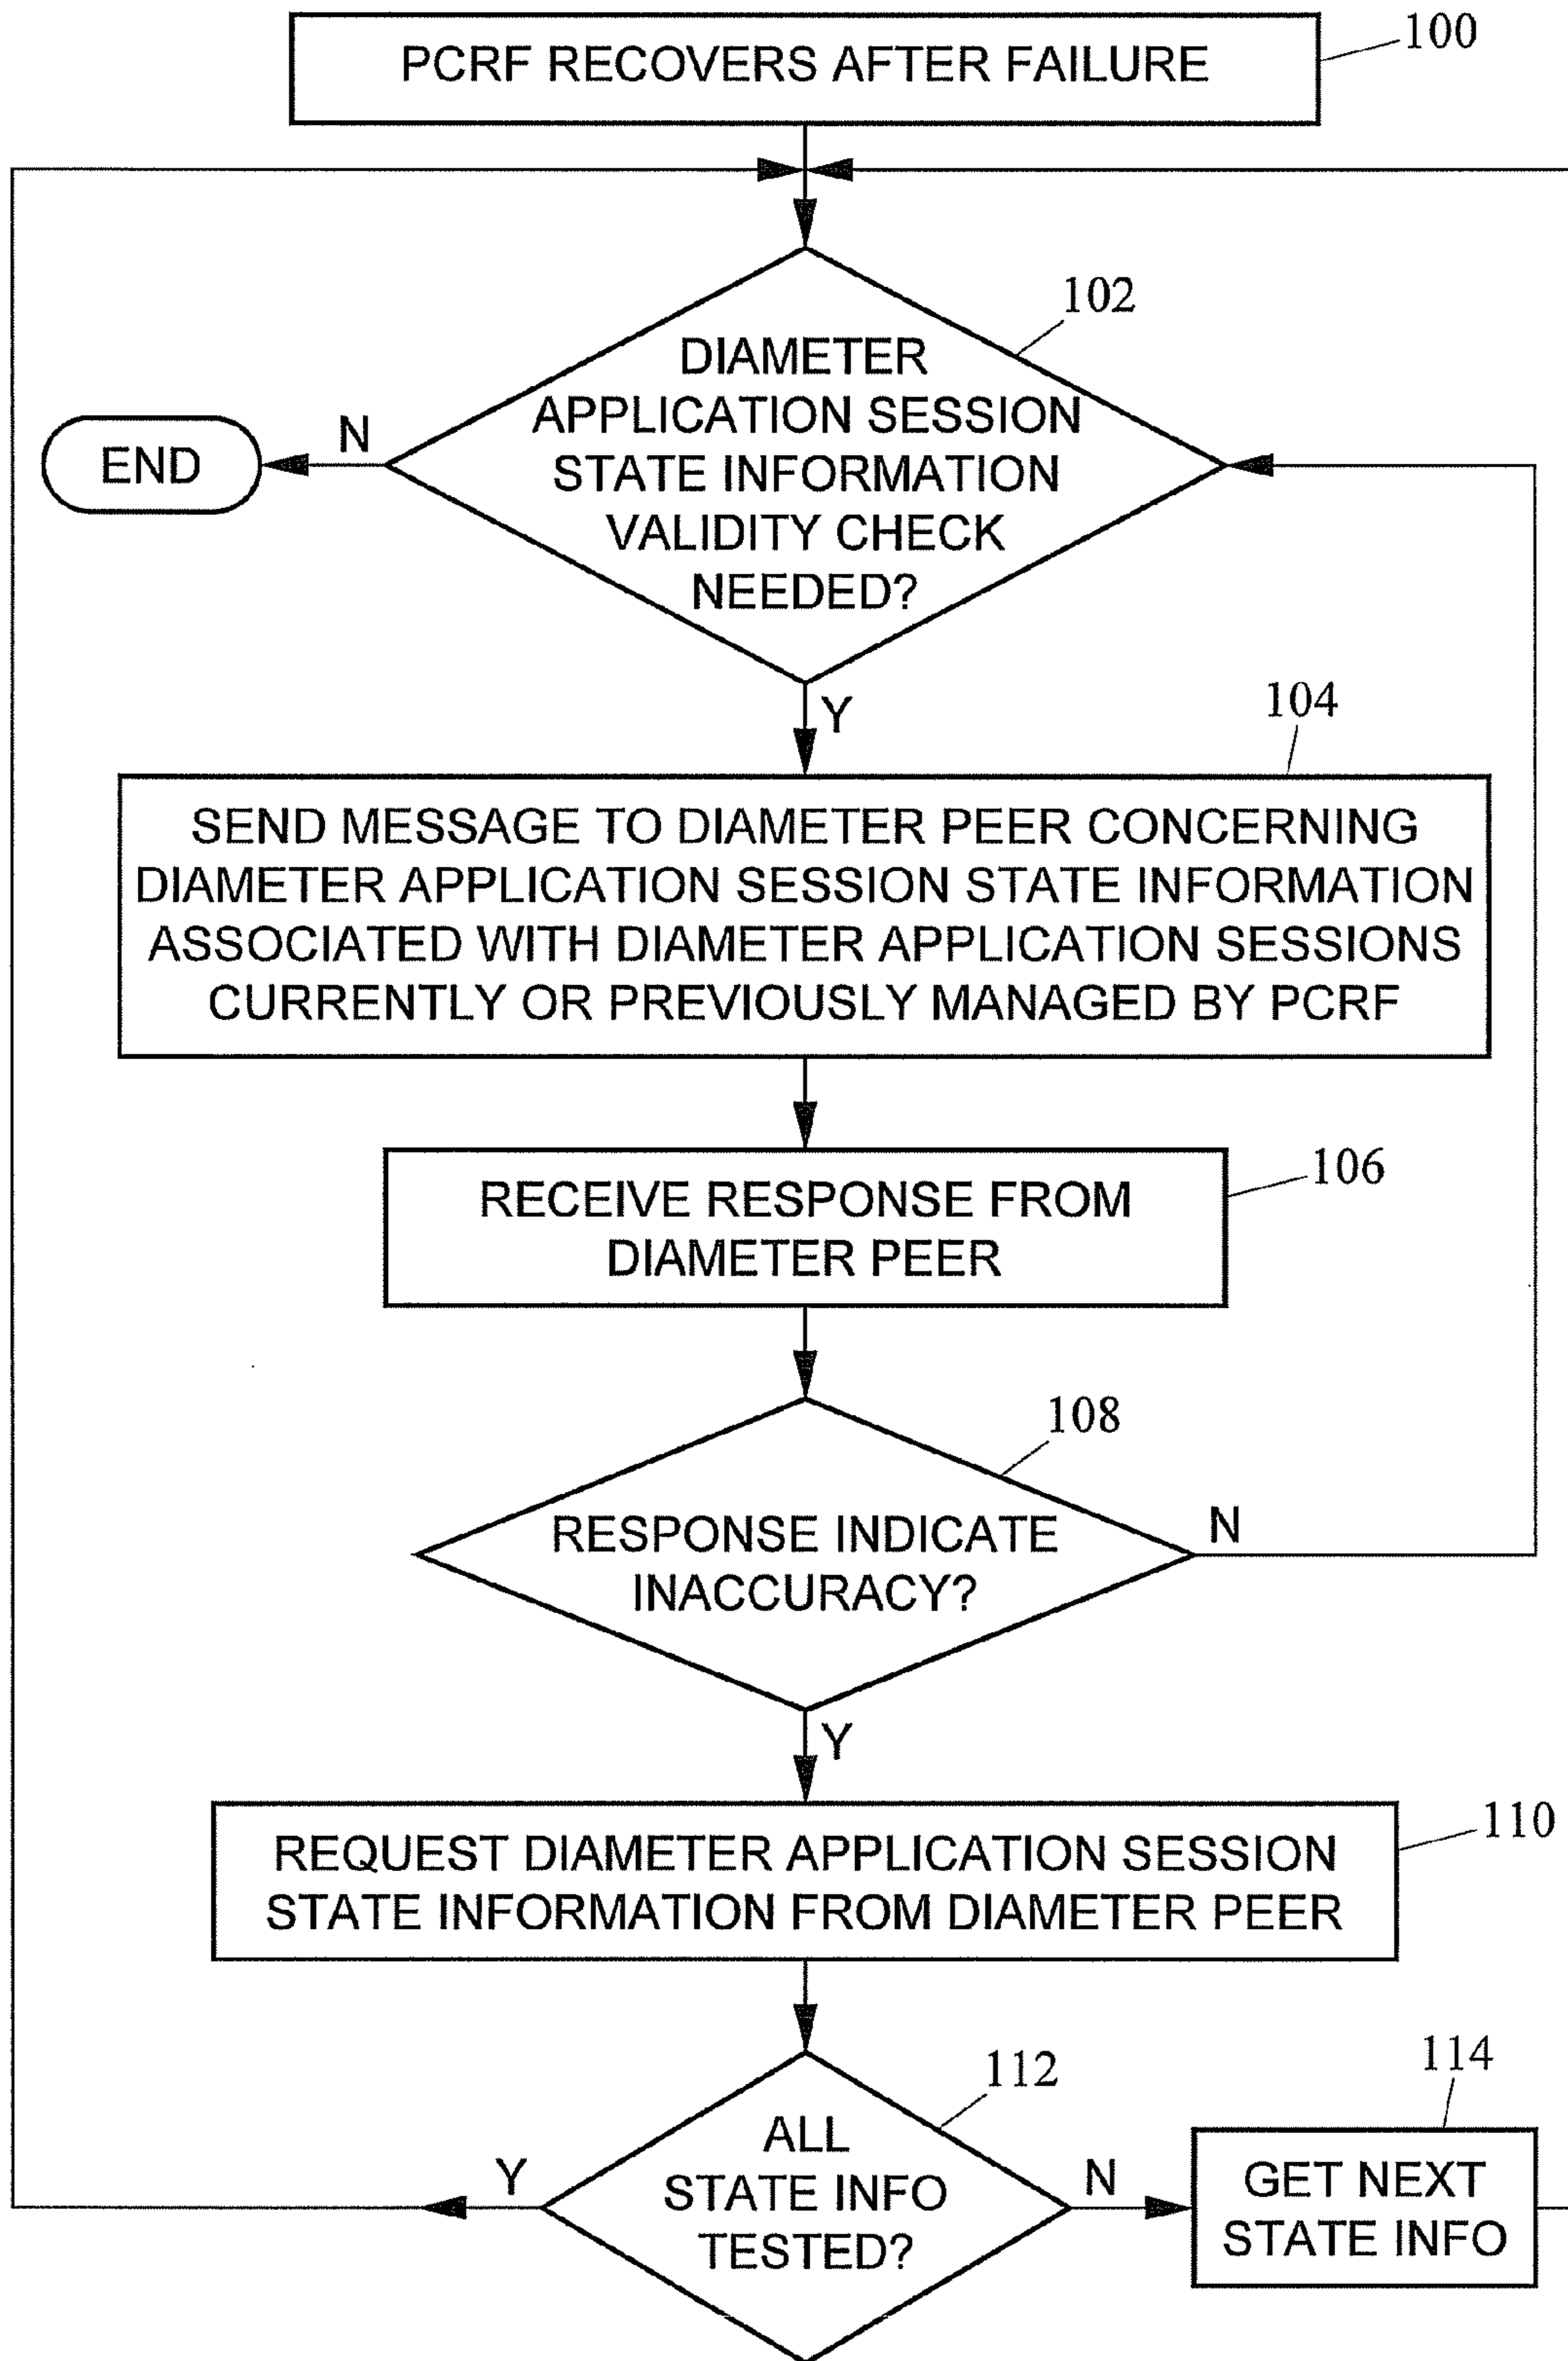 PCRF RECOVERS AFTER FAILURE
100
102
DIAMETER
APPLICATION SESSION
STATE INFORMATION
VALIDITY CHECK
NEEDED?
N
END
Y
104
SEND MESSAGE TO DIAMETER PEER CONCERNING
DIAMETER APPLICATION SESSION STATE INFORMATION
ASSOCIATED WITH DIAMETER APPLICATION SESSIONS
CURRENTLY OR PREVIOUSLY MANAGED BY PCRF
106
RECEIVE RESPONSE FROM
DIAMETER PEER
108
RESPONSE INDICATE
INACCURACY?
N
Y
110
REQUEST DIAMETER APPLICATION SESSION
STATE INFORMATION FROM DIAMETER PEER
112
ALL
STATE INFO
TESTED?
Y
N
114
GET NEXT
STATE INFO